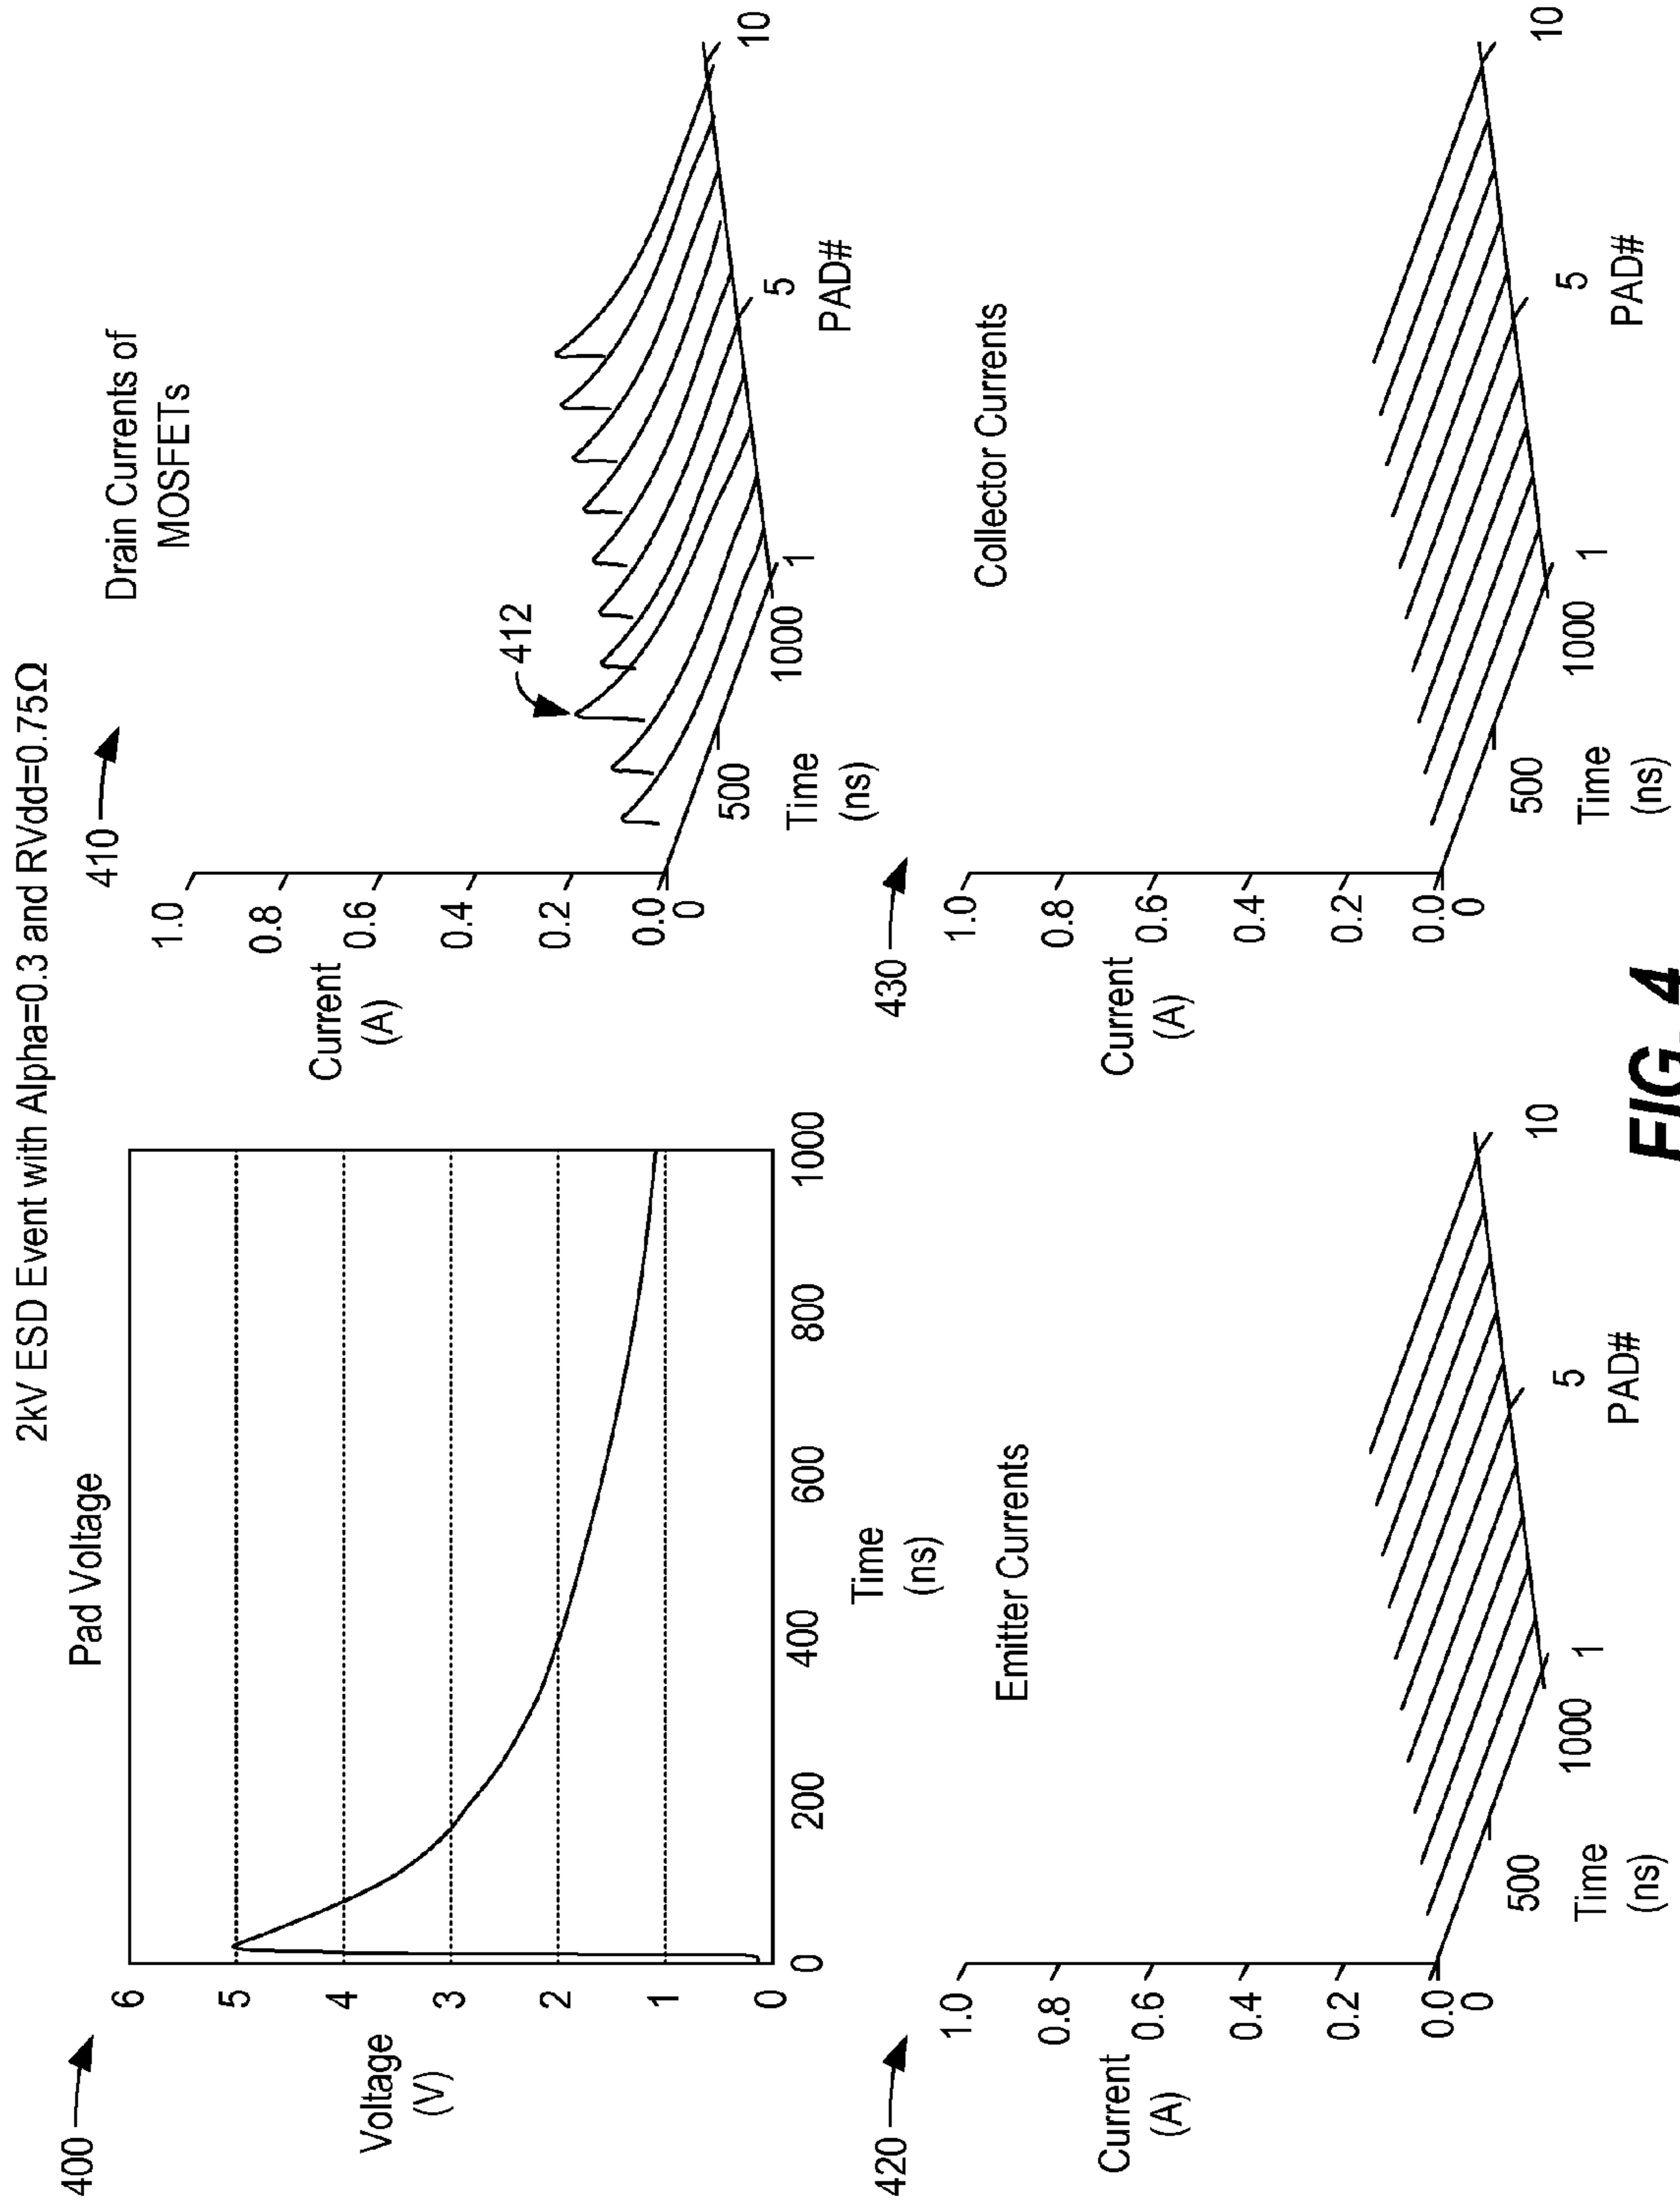 2kV ESD Event with Alpha=0.3 and RVdd=0.75Ω
400
Pad Voltage
Voltage
(V)
6
5
4
3
2
1
0
0
200
400
600
800
1000
Time
(ns)
410
Drain Currents of
MOSFETs
412
Current
(A)
1.0
0.8
0.6
0.4
0.2
0.0
0
500
1000
Time
(ns)
1
5
10
PAD#
420
Emitter Currents
Current
(A)
1.0
0.8
0.6
0.4
0.2
0.0
0
500
1000
Time
(ns)
1
5
10
PAD#
430
Collector Currents
Current
(A)
1.0
0.8
0.6
0.4
0.2
0.0
0
500
1000
Time
(ns)
1
5
10
PAD#
FIG. 4